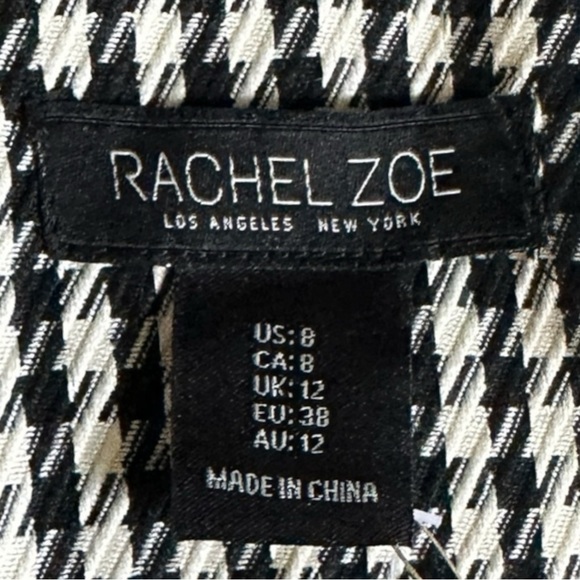 RACHEL ZOE
LOS ANGELES NEW YORK
US: 8
CA: 8
UK: 12
EU: 38
AU: 12
MADE IN CHINA